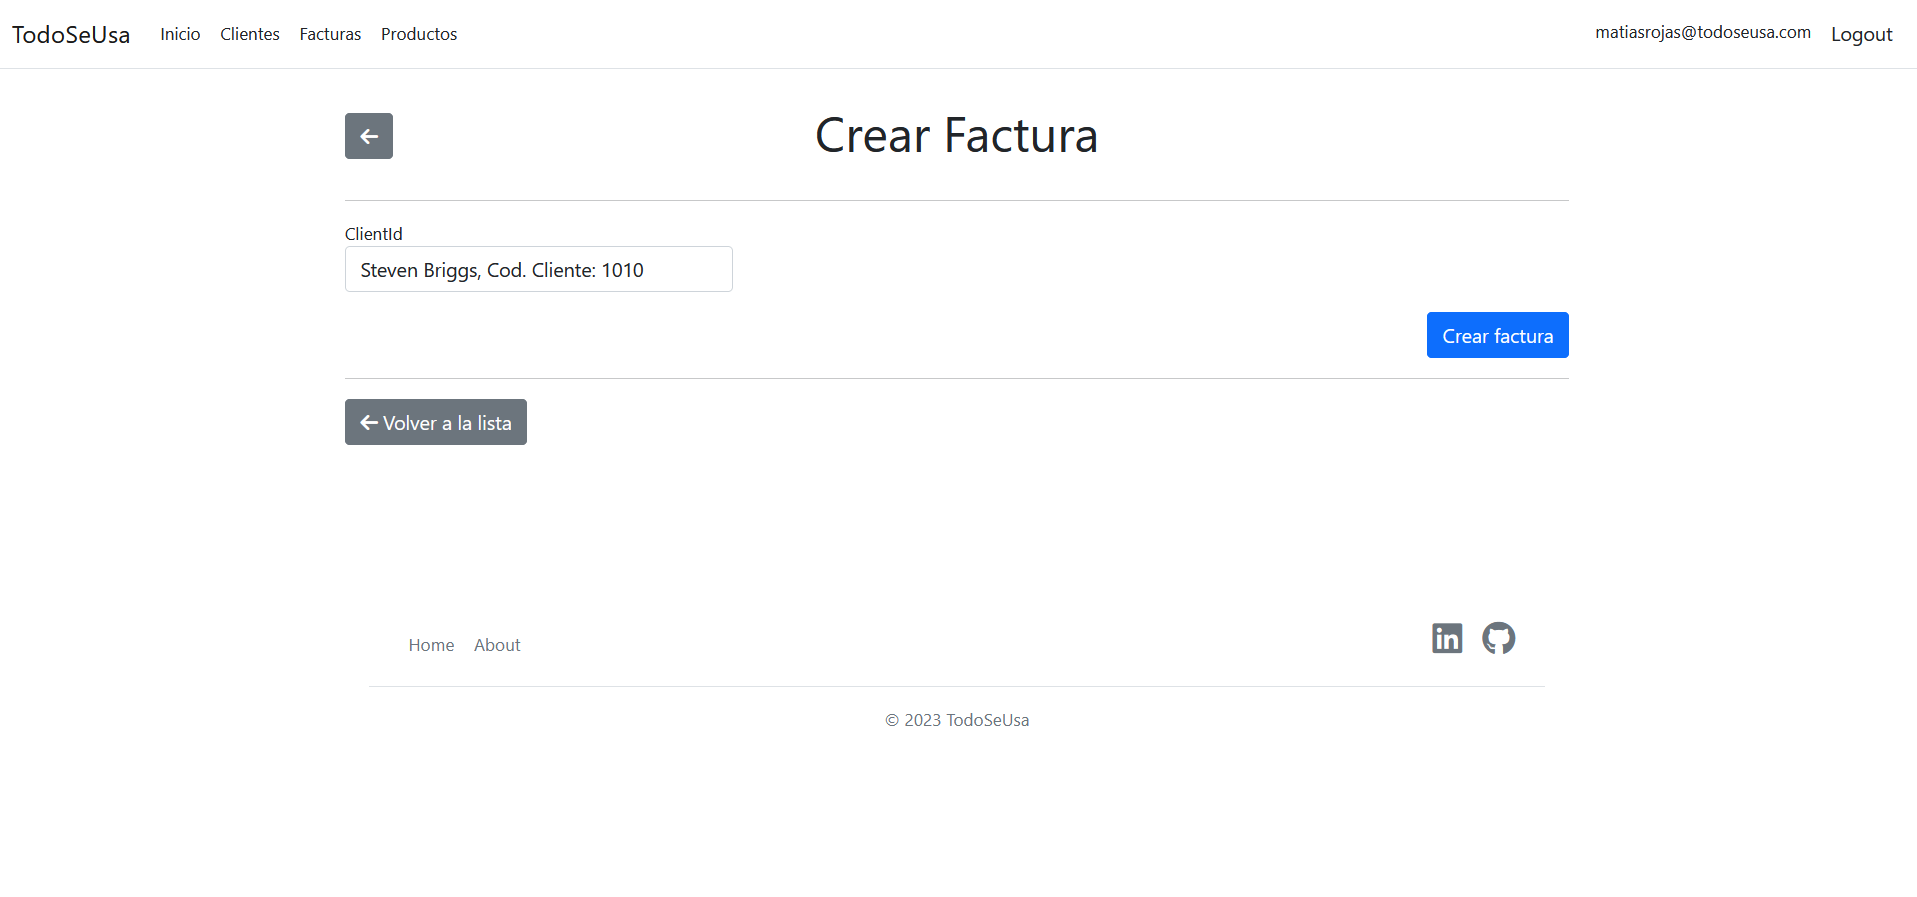 TodoSeUsa Inicio Clientes Facturas Productos matiasrojas@todoseusa.com Logout
Crear Factura
ClientId
Steven Briggs, Cod. Cliente: 1010
Crear factura
Volver a la lista
Home About
© 2023 TodoSeUsa